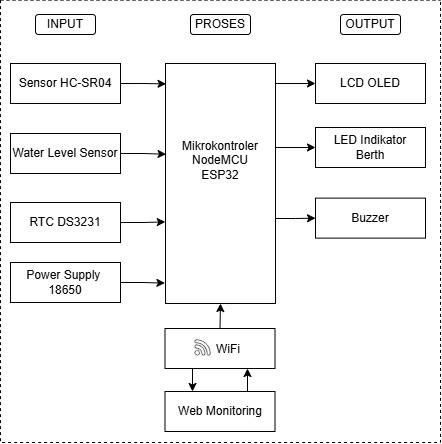 INPUT
PROSES
OUTPUT
Sensor HC-SR04
Water Level Sensor
RTC DS3231
Power Supply
18650
Mikrokontroler
NodeMCU
ESP32
LCD OLED
LED Indikator
Berth
Buzzer
WiFi
Web Monitoring